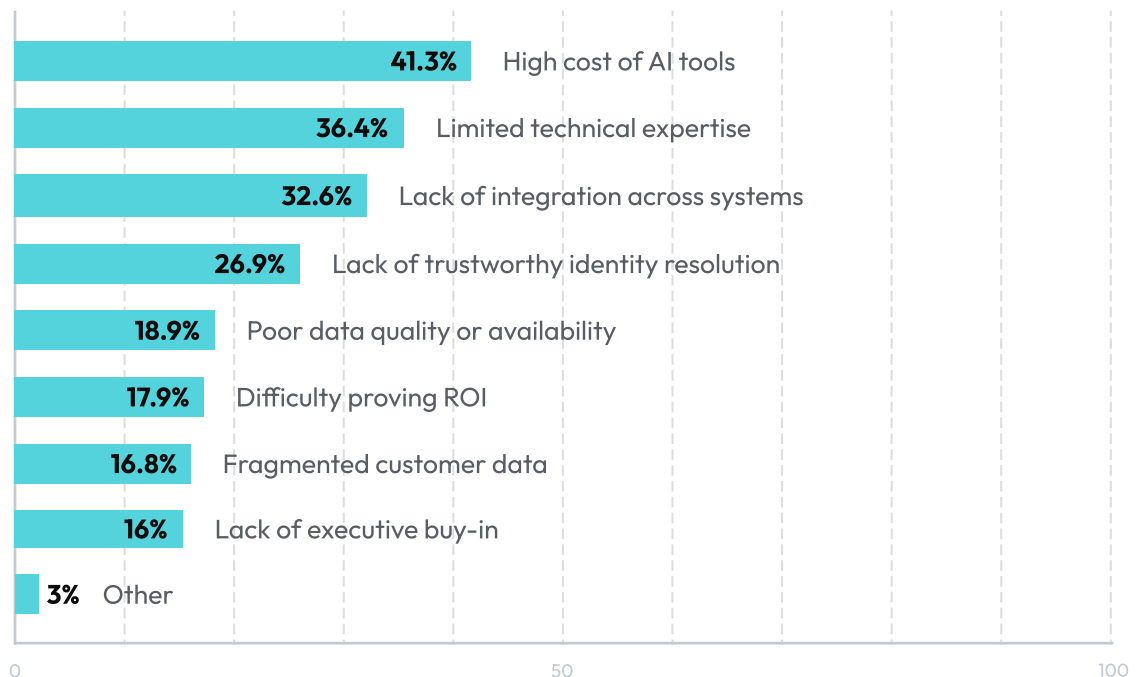 41.3% High cost of AI tools
36.4% Limited technical expertise
32.6% Lack of integration across systems
26.9% Lack of trustworthy identity resolution
18.9% Poor data quality or availability
17.9% Difficulty proving ROI
16.8% Fragmented customer data
16% Lack of executive buy-in
3% Other
0 50 100